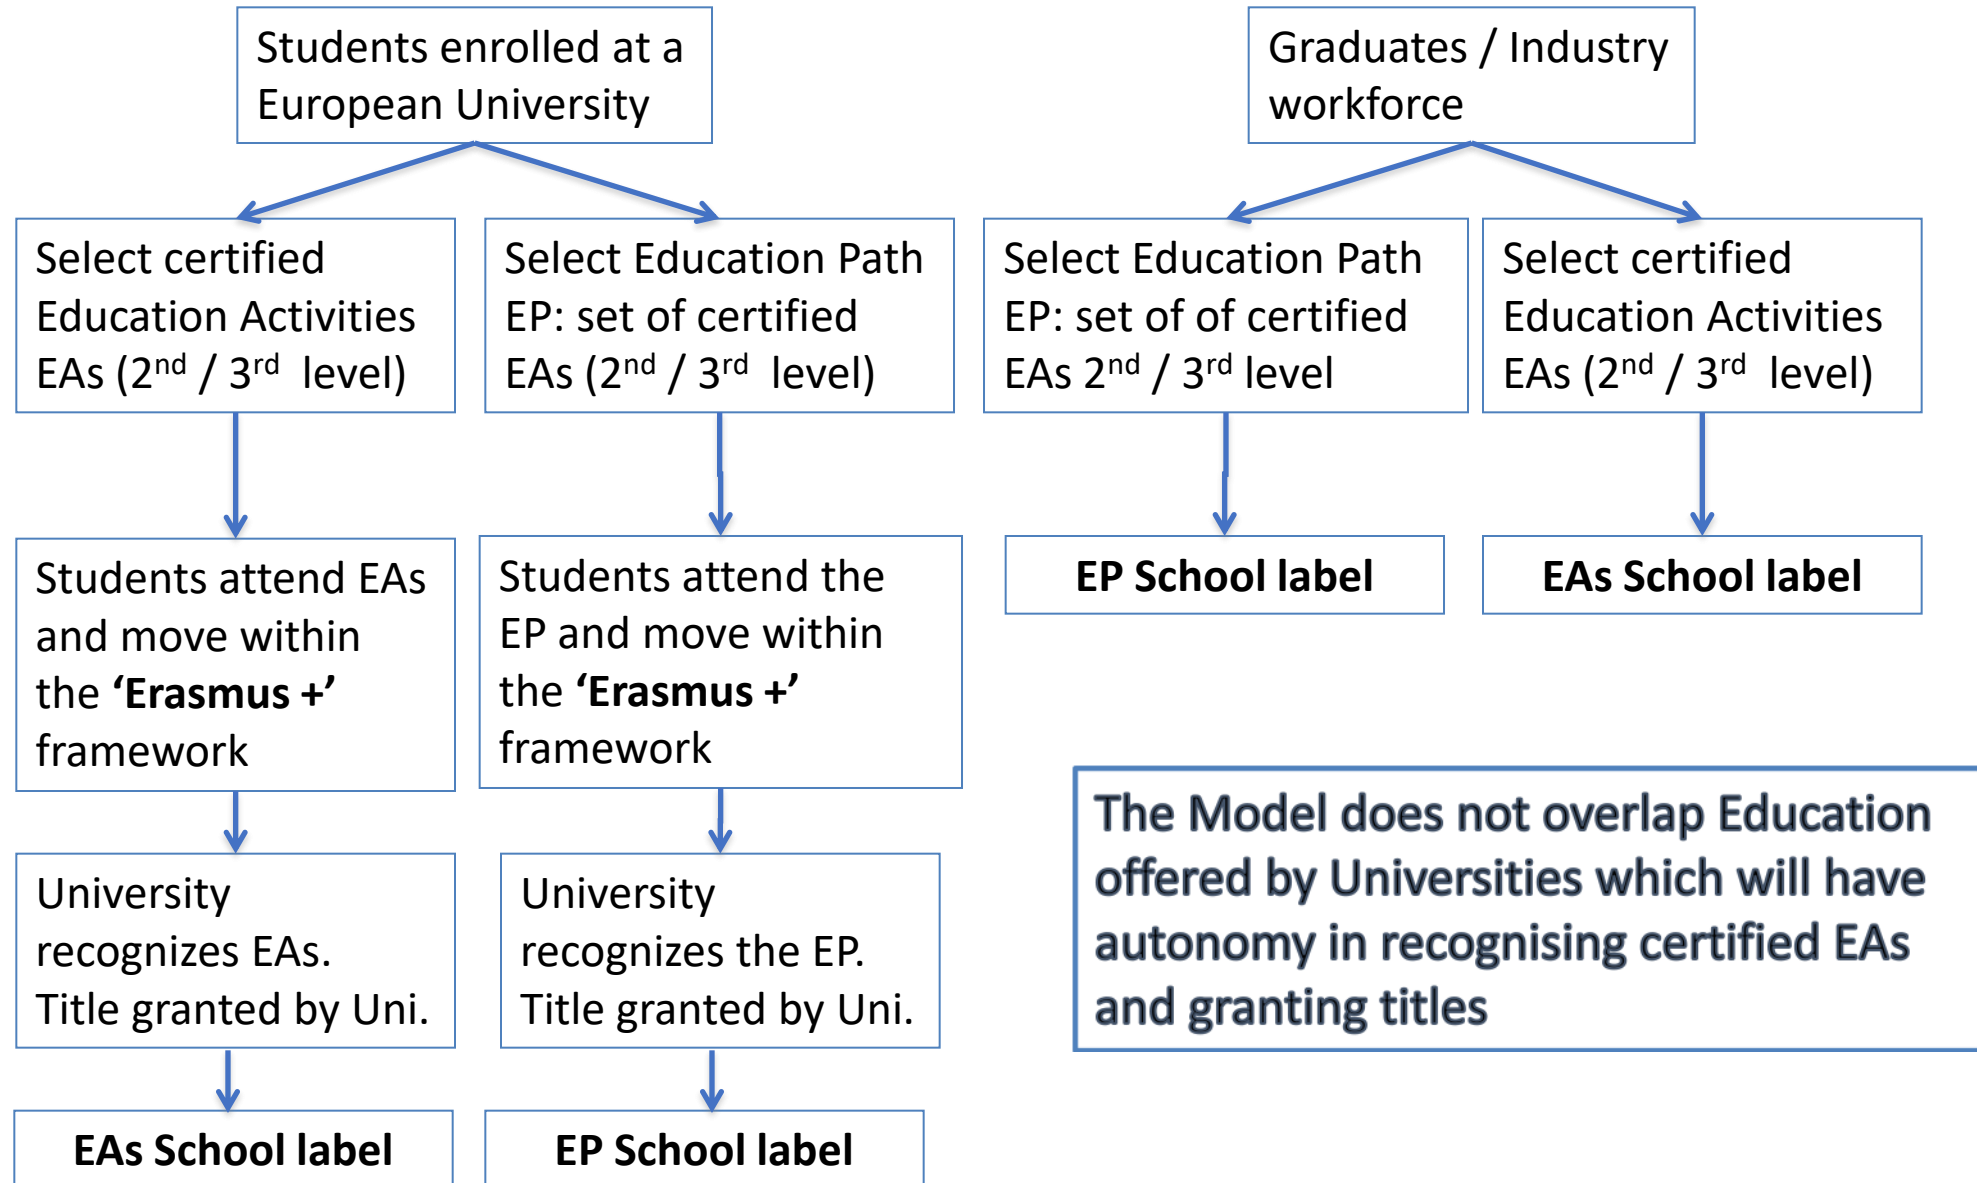 Students enrolled at a
European University
Graduates / Industry
workforce
Select certified
Education Activities
EAs (2nd / 3rd level)
Select Education Path
EP: set of certified
EAs (2nd / 3rd level)
Select Education Path
EP: set of of certified
EAs 2nd / 3rd level
Select certified
Education Activities
EAs (2nd / 3rd level)
Students attend EAs
and move within
the ‘Erasmus +’
framework
Students attend the
EP and move within
the ‘Erasmus +’
framework
EP School label
EAs School label
University
recognizes EAs.
Title granted by Uni.
University
recognizes the EP.
Title granted by Uni.
The Model does not overlap Education
offered by Universities which will have
autonomy in recognising certified EAs
and granting titles
EAs School label
EP School label